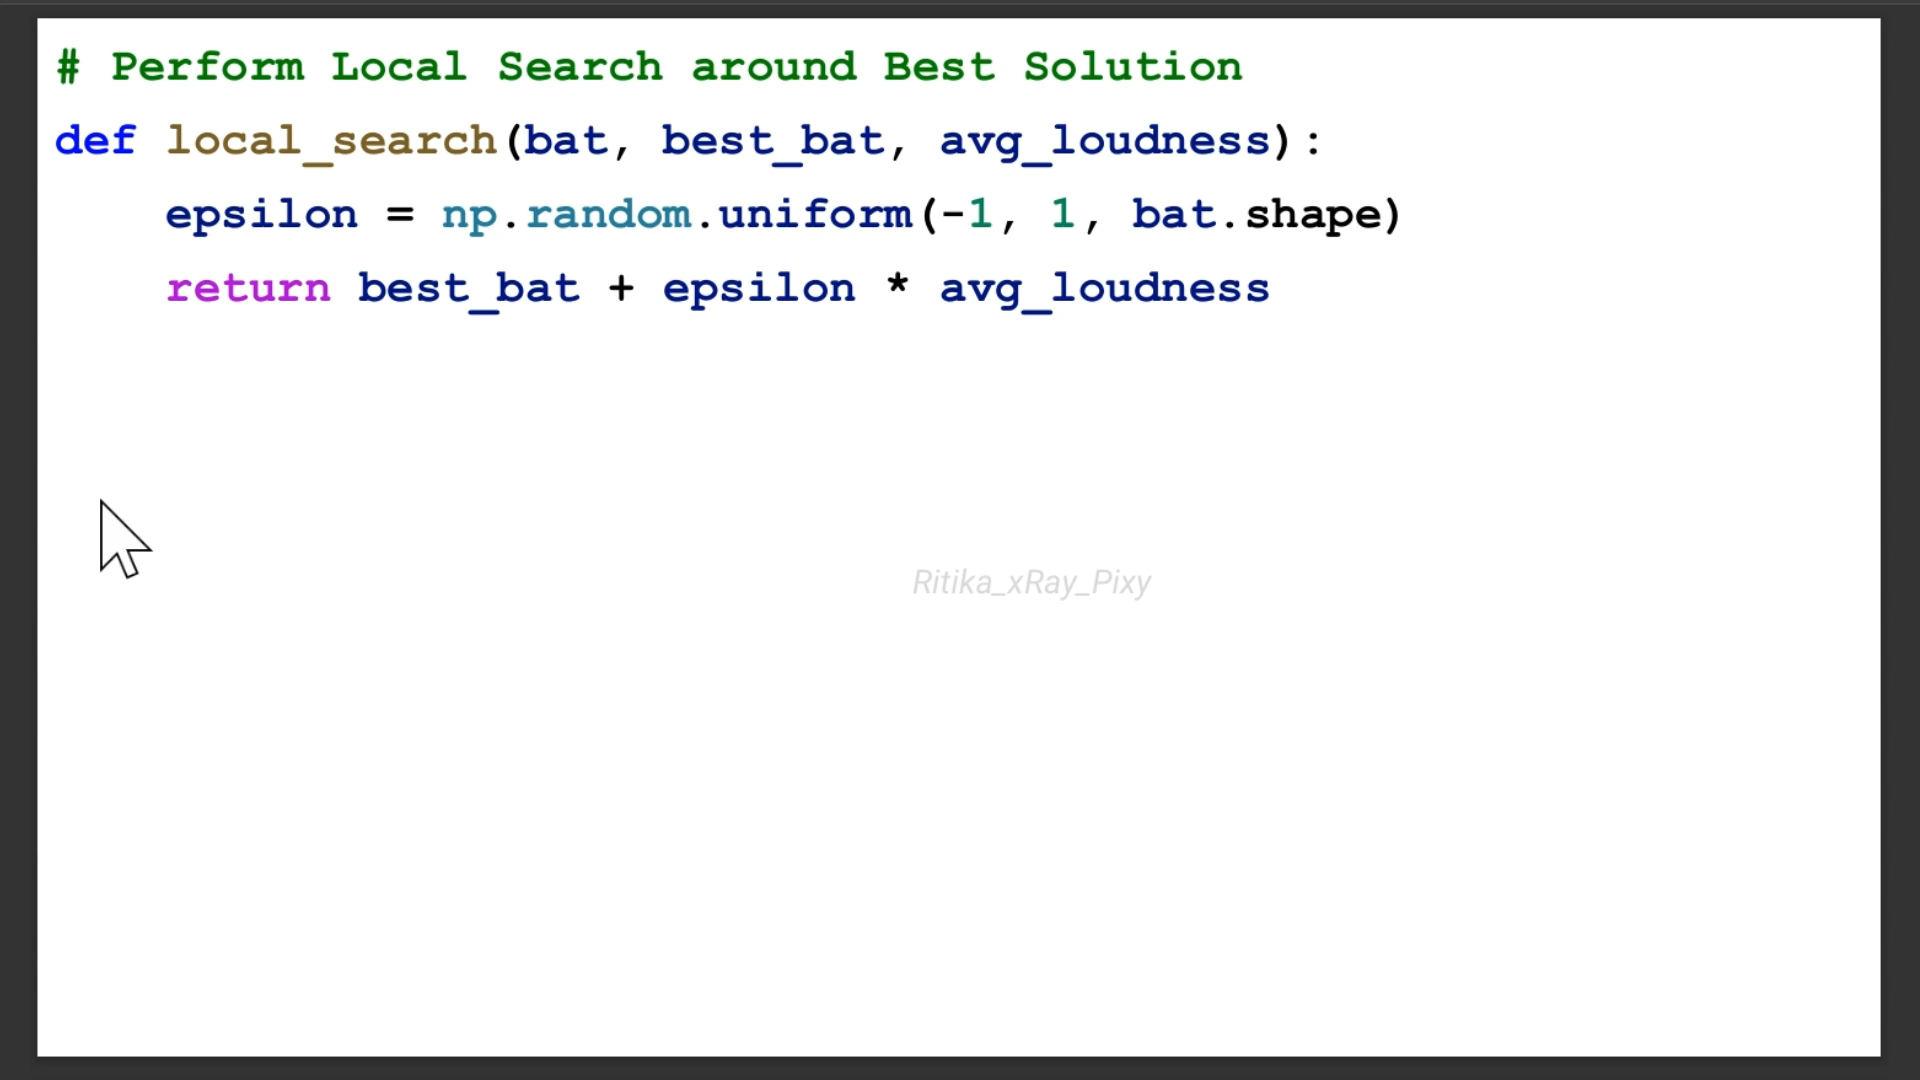 # Perform Local Search around Best Solution
def local_search(bat, best_bat, avg_loudness):
    epsilon = np.random.uniform(-1, 1, bat.shape)
    return best_bat + epsilon * avg_loudness
Ritika_xRay_Pixy